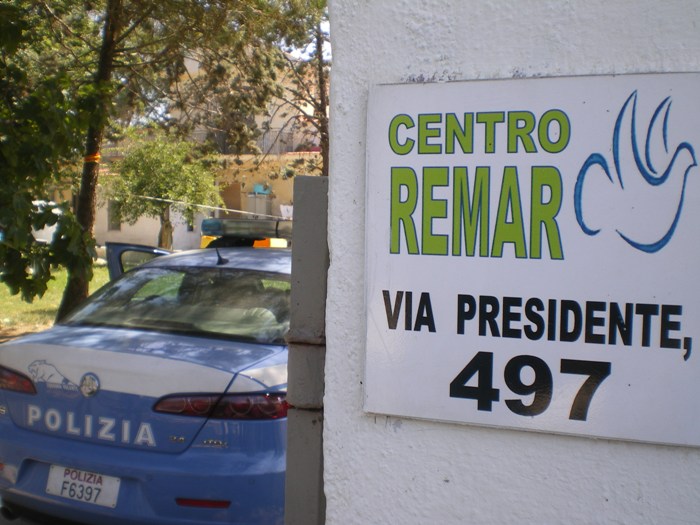 CENTRO
REMAR
VIA PRESIDENTE,
497
POLIZIA
POLIZIA
F6397